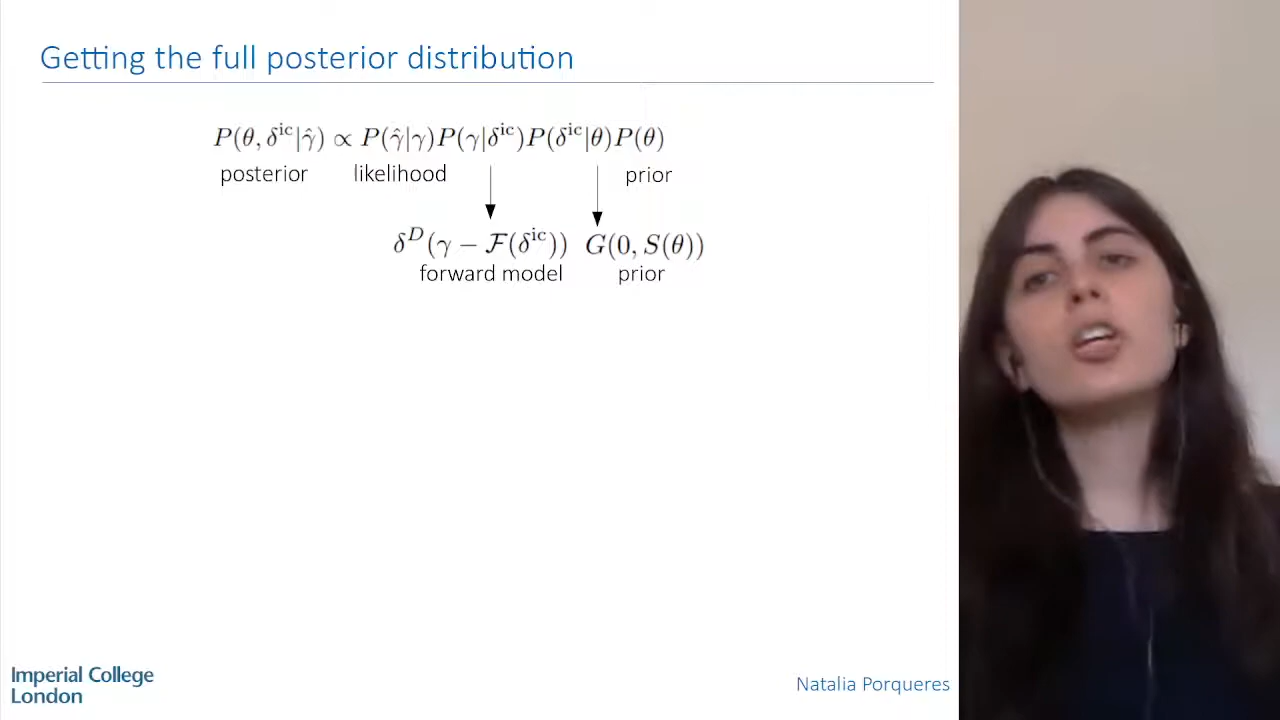 Getting the full posterior distribution
P(θ, δ^ic|γ̂) ∝ P(γ̂|γ)P(γ|δ^ic)P(δ^ic|θ)P(θ)
posterior likelihood prior
δ^D(γ − ℱ(δ^ic)) G(0, S(θ))
forward model prior
Imperial College
London
Natalia Porqueres